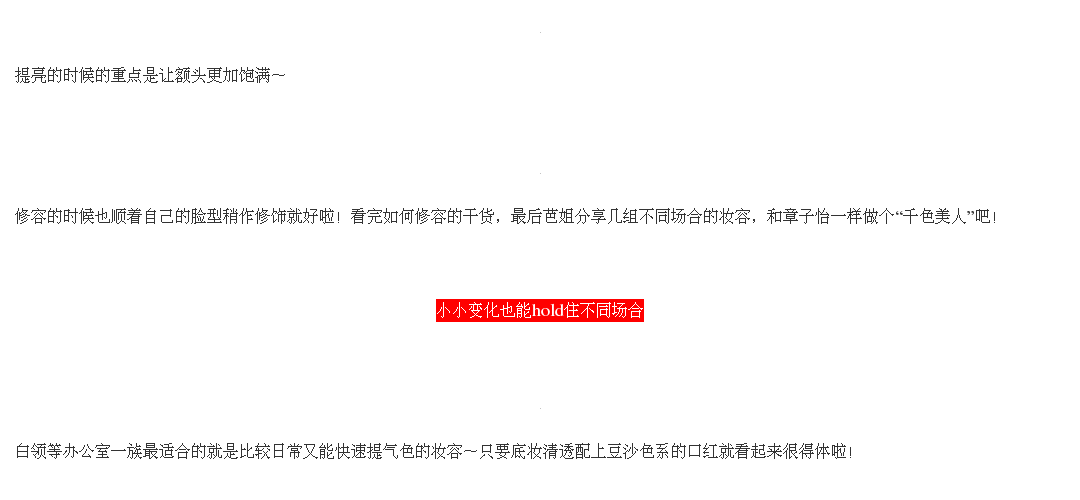 提亮的时候的重点是让额头更加饱满～
修容的时候也顺着自己的脸型稍作修饰就好啦！看完如何修容的干货，最后芭姐分享几组不同场合的妆容，和章子怡一样做个“千色美人”吧！
小小变化也能hold住不同场合
白领等办公室一族最适合的就是比较日常又能快速提气色的妆容～只要底妆清透配上豆沙色系的口红就看起来很得体啦！